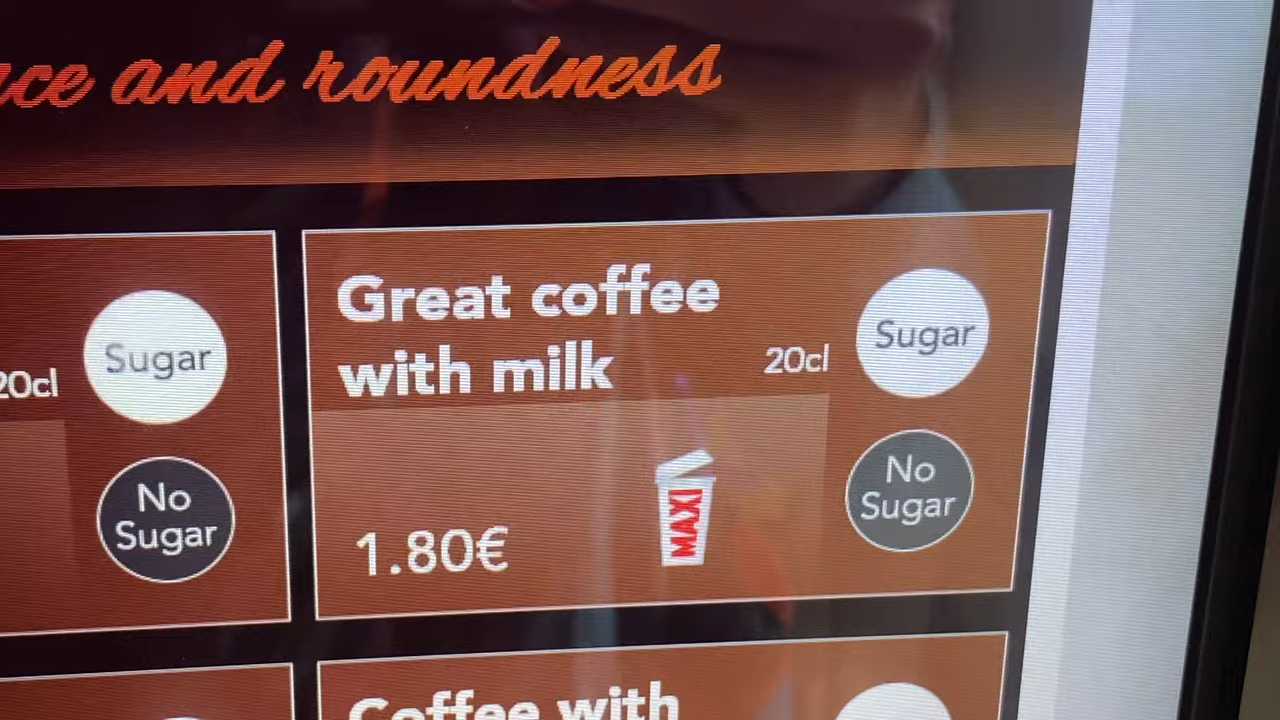 and roundness
20cl
Sugar
No
Sugar
Great coffee
with milk
20cl
Sugar
No
Sugar
1.80€
MAXI
Coffee with